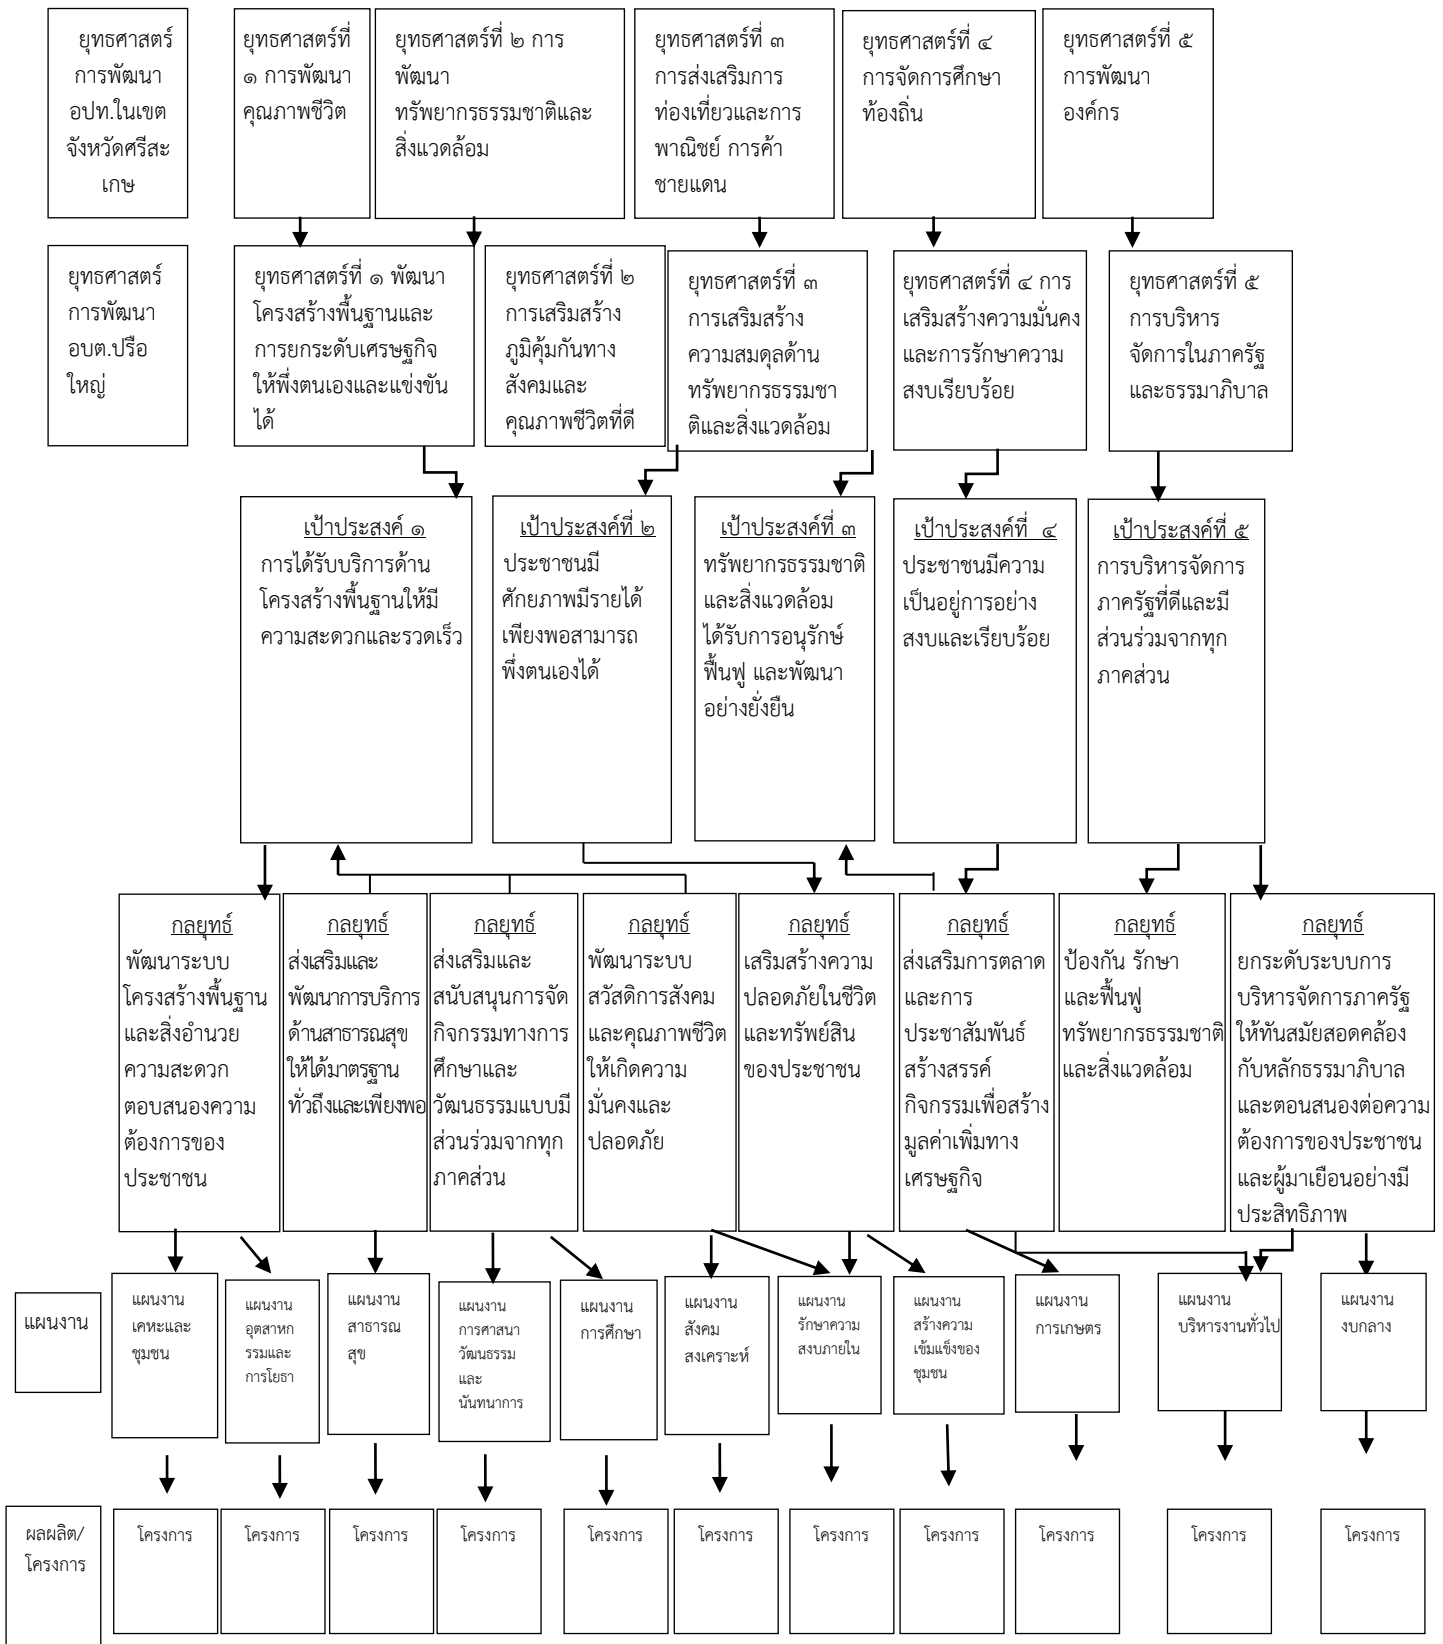 ยุทธศาสตร์
การพัฒนา
อปท.ในเขต
จังหวัดศรีสะ
เกษ
ยุทธศาสตร์ที่
๑ การพัฒนา
คุณภาพชีวิต
ยุทธศาสตร์ที่ ๒ การ
พัฒนา
ทรัพยากรธรรมชาติและ
สิ่งแวดล้อม
ยุทธศาสตร์ที่ ๓
การส่งเสริมการ
ท่องเที่ยวและการ
พาณิชย์ การค้า
ชายแดน
ยุทธศาสตร์ที่ ๔
การจัดการศึกษา
ท้องถิ่น
ยุทธศาสตร์ที่ ๕
การพัฒนา
องค์กร
ยุทธศาสตร์
การพัฒนา
อบต.ปรือ
ใหญ่
ยุทธศาสตร์ที่ ๑ พัฒนา
โครงสร้างพื้นฐานและ
การยกระดับเศรษฐกิจ
ให้พึ่งตนเองและแข่งขัน
ได้
ยุทธศาสตร์ที่ ๒
การเสริมสร้าง
ภูมิคุ้มกันทาง
สังคมและ
คุณภาพชีวิตที่ดี
ยุทธศาสตร์ที่ ๓
การเสริมสร้าง
ความสมดุลด้าน
ทรัพยากรธรรมชา
ติและสิ่งแวดล้อม
ยุทธศาสตร์ที่ ๔ การ
เสริมสร้างความมั่นคง
และการรักษาความ
สงบเรียบร้อย
ยุทธศาสตร์ที่ ๕
การบริหาร
จัดการในภาครัฐ
และธรรมาภิบาล
เป้าประสงค์ ๑
การได้รับบริการด้าน
โครงสร้างพื้นฐานให้มี
ความสะดวกและรวดเร็ว
เป้าประสงค์ที่ ๒
ประชาชนมี
ศักยภาพมีรายได้
เพียงพอสามารถ
พึ่งตนเองได้
เป้าประสงค์ที่ ๓
ทรัพยากรธรรมชาติ
และสิ่งแวดล้อม
ได้รับการอนุรักษ์
ฟื้นฟู และพัฒนา
อย่างยั่งยืน
เป้าประสงค์ที่ ๔
ประชาชนมีความ
เป็นอยู่การอย่าง
สงบและเรียบร้อย
เป้าประสงค์ที่ ๕
การบริหารจัดการ
ภาครัฐที่ดีและมี
ส่วนร่วมจากทุก
ภาคส่วน
กลยุทธ์
พัฒนาระบบ
โครงสร้างพื้นฐาน
และสิ่งอำนวย
ความสะดวก
ตอบสนองความ
ต้องการของ
ประชาชน
กลยุทธ์
ส่งเสริมและ
พัฒนาการบริการ
ด้านสาธารณสุข
ให้ได้มาตรฐาน
ทั่วถึงและเพียงพอ
กลยุทธ์
ส่งเสริมและ
สนับสนุนการจัด
กิจกรรมทางการ
ศึกษาและ
วัฒนธรรมแบบมี
ส่วนร่วมจากทุก
ภาคส่วน
กลยุทธ์
พัฒนาระบบ
สวัสดิการสังคม
และคุณภาพชีวิต
ให้เกิดความ
มั่นคงและ
ปลอดภัย
กลยุทธ์
เสริมสร้างความ
ปลอดภัยในชีวิต
และทรัพย์สิน
ของประชาชน
กลยุทธ์
ส่งเสริมการตลาด
และการ
ประชาสัมพันธ์
สร้างสรรค์
กิจกรรมเพื่อสร้าง
มูลค่าเพิ่มทาง
เศรษฐกิจ
กลยุทธ์
ป้องกัน รักษา
และฟื้นฟู
ทรัพยากรธรรมชาติ
และสิ่งแวดล้อม
กลยุทธ์
ยกระดับระบบการ
บริหารจัดการภาครัฐ
ให้ทันสมัยสอดคล้อง
กับหลักธรรมาภิบาล
และตอนสนองต่อความ
ต้องการของประชาชน
และผู้มาเยือนอย่างมี
ประสิทธิภาพ
แผนงาน
แผนงาน
เคหะและ
ชุมชน
แผนงาน
อุตสาหก
รรมและ
การโยธา
แผนงาน
สาธารณ
สุข
แผนงาน
การศาสนา
วัฒนธรรม
และ
นันทนาการ
แผนงาน
การศึกษา
แผนงาน
สังคม
สงเคราะห์
แผนงาน
รักษาความ
สงบภายใน
แผนงาน
สร้างความ
เข้มแข็งของ
ชุมชน
แผนงาน
การเกษตร
แผนงาน
บริหารงานทั่วไป
แผนงาน
งบกลาง
ผลผลิต/
โครงการ
โครงการ
โครงการ
โครงการ
โครงการ
โครงการ
โครงการ
โครงการ
โครงการ
โครงการ
โครงการ
โครงการ